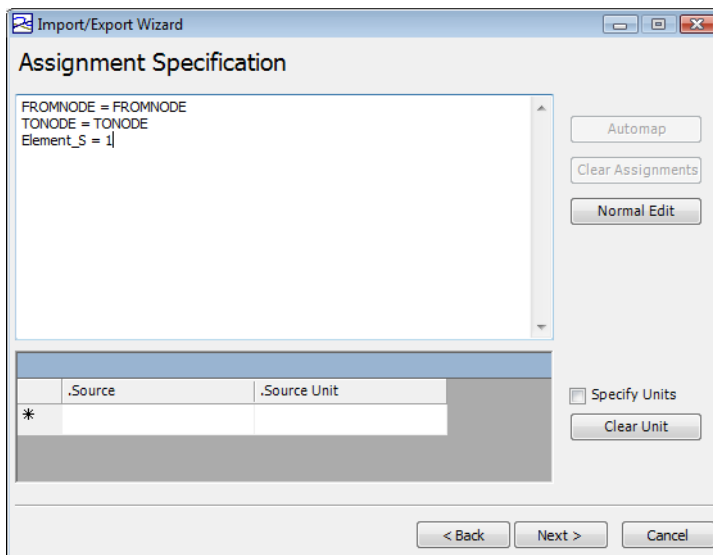 Import/Export Wizard
Assignment Specification
FROMNODE = FROMNODE
TONODE = TONODE
Element_S = 1
Automap
Clear Assignments
Normal Edit
.Source .Source Unit
*
Specify Units
Clear Unit
< Back Next > Cancel